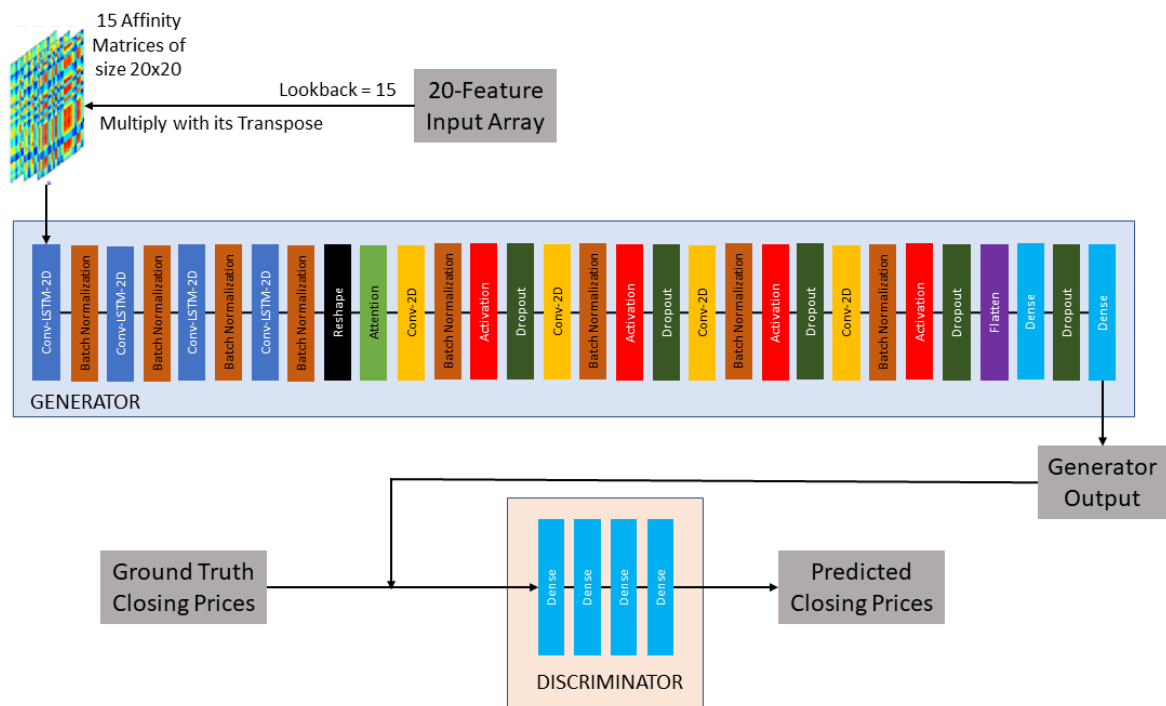 15 Affinity
Matrices of
size 20x20
Lookback = 15
Multiply with its Transpose
20-Feature
Input Array
Conv-LSTM-2D
Batch Normalization
Conv-LSTM-2D
Batch Normalization
Conv-LSTM-2D
Batch Normalization
Conv-LSTM-2D
Batch Normalization
Reshape
Attention
Conv-2D
Batch Normalization
Activation
Dropout
Conv-2D
Batch Normalization
Activation
Dropout
Conv-2D
Batch Normalization
Activation
Dropout
Conv-2D
Batch Normalization
Activation
Dropout
Flatten
Dense
Dropout
Dense
GENERATOR
Generator
Output
Ground Truth
Closing Prices
Dense
Dense
Dense
Dense
DISCRIMINATOR
Predicted
Closing Prices